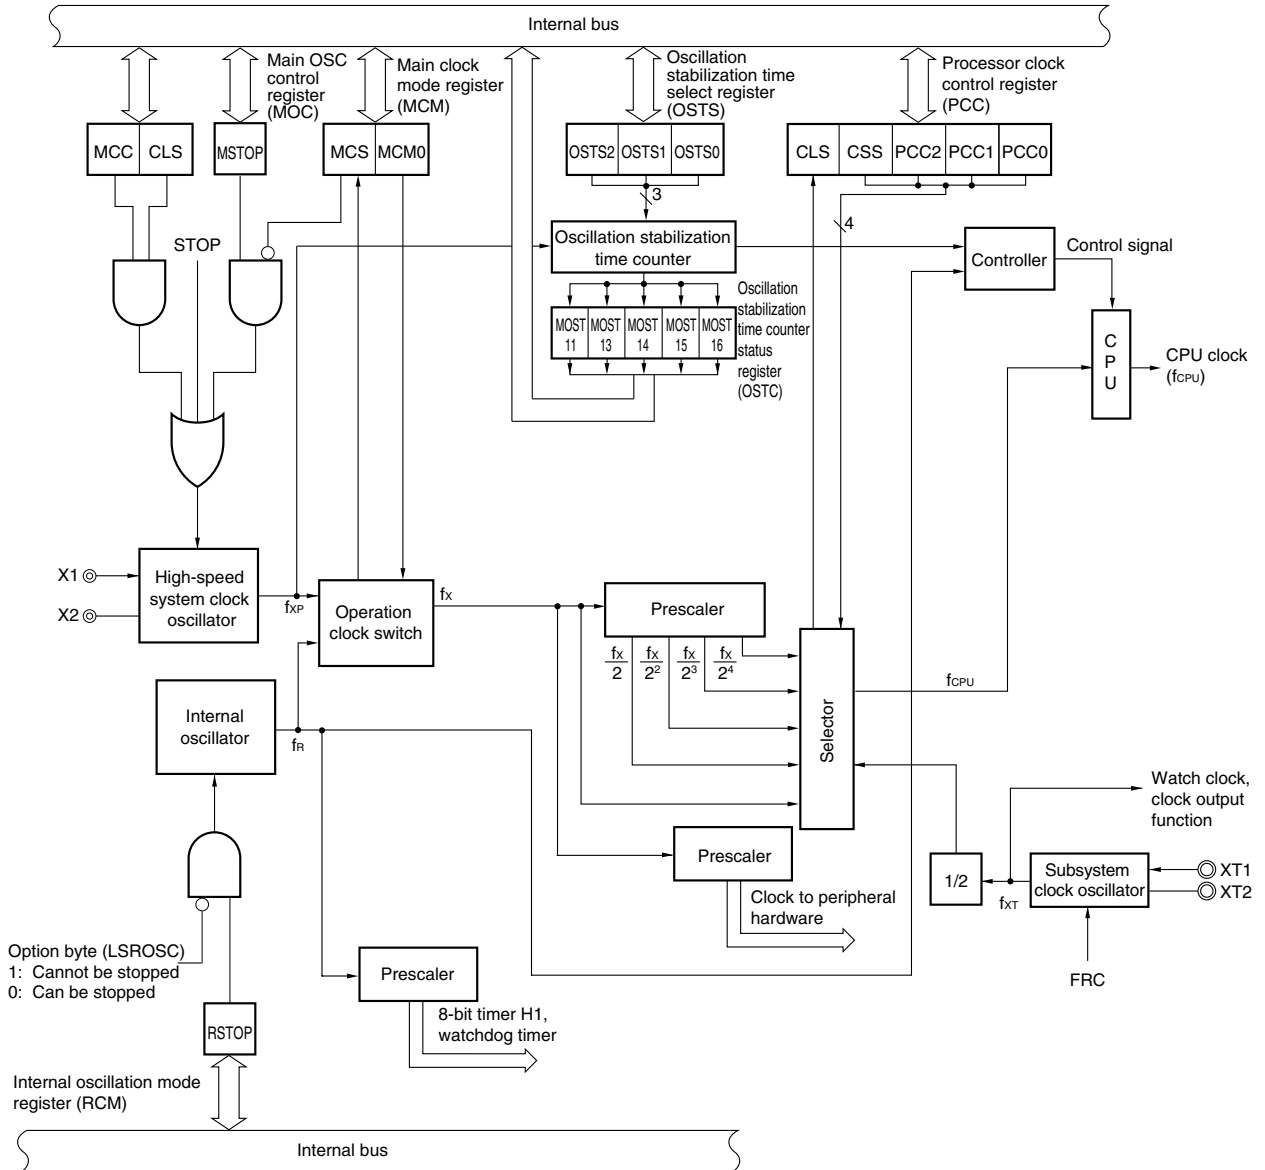 Internal bus
Main OSC
control
register
(MOC)
Main clock
mode register
(MCM)
Oscillation
stabilization time
select register
(OSTS)
Processor clock
control register
(PCC)
MCC CLS
MSTOP
MCS MCM0
OSTS2 OSTS1 OSTS0
CLS CSS PCC2 PCC1 PCC0
3
4
STOP
Oscillation stabilization
time counter
Controller
Control signal
MOST MOST MOST MOST MOST
11 13 14 15 16
Oscillation
stabilization
time counter
status
register
(OSTC)
C
P
U
CPU clock
(fCPU)
X1
X2
High-speed
system clock
oscillator
fXP
Operation
clock switch
fX
Prescaler
fX/2 fX/2² fX/2³ fX/2⁴
Selector
fCPU
Internal
oscillator
fR
Watch clock,
clock output
function
Prescaler
Clock to peripheral
hardware
1/2
fXT
Subsystem
clock oscillator
XT1
XT2
FRC
Option byte (LSROSC)
1: Cannot be stopped
0: Can be stopped
Prescaler
8-bit timer H1,
watchdog timer
RSTOP
Internal oscillation mode
register (RCM)
Internal bus